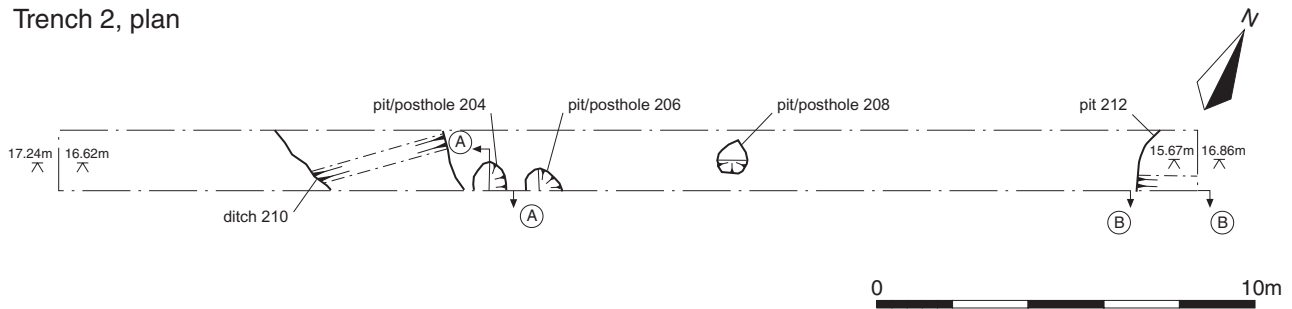 Trench 2, plan
N
pit/posthole 204
pit/posthole 206
pit/posthole 208
pit 212
17.24m
16.62m
A
15.67m
16.86m
ditch 210
A
B
B
0
10m